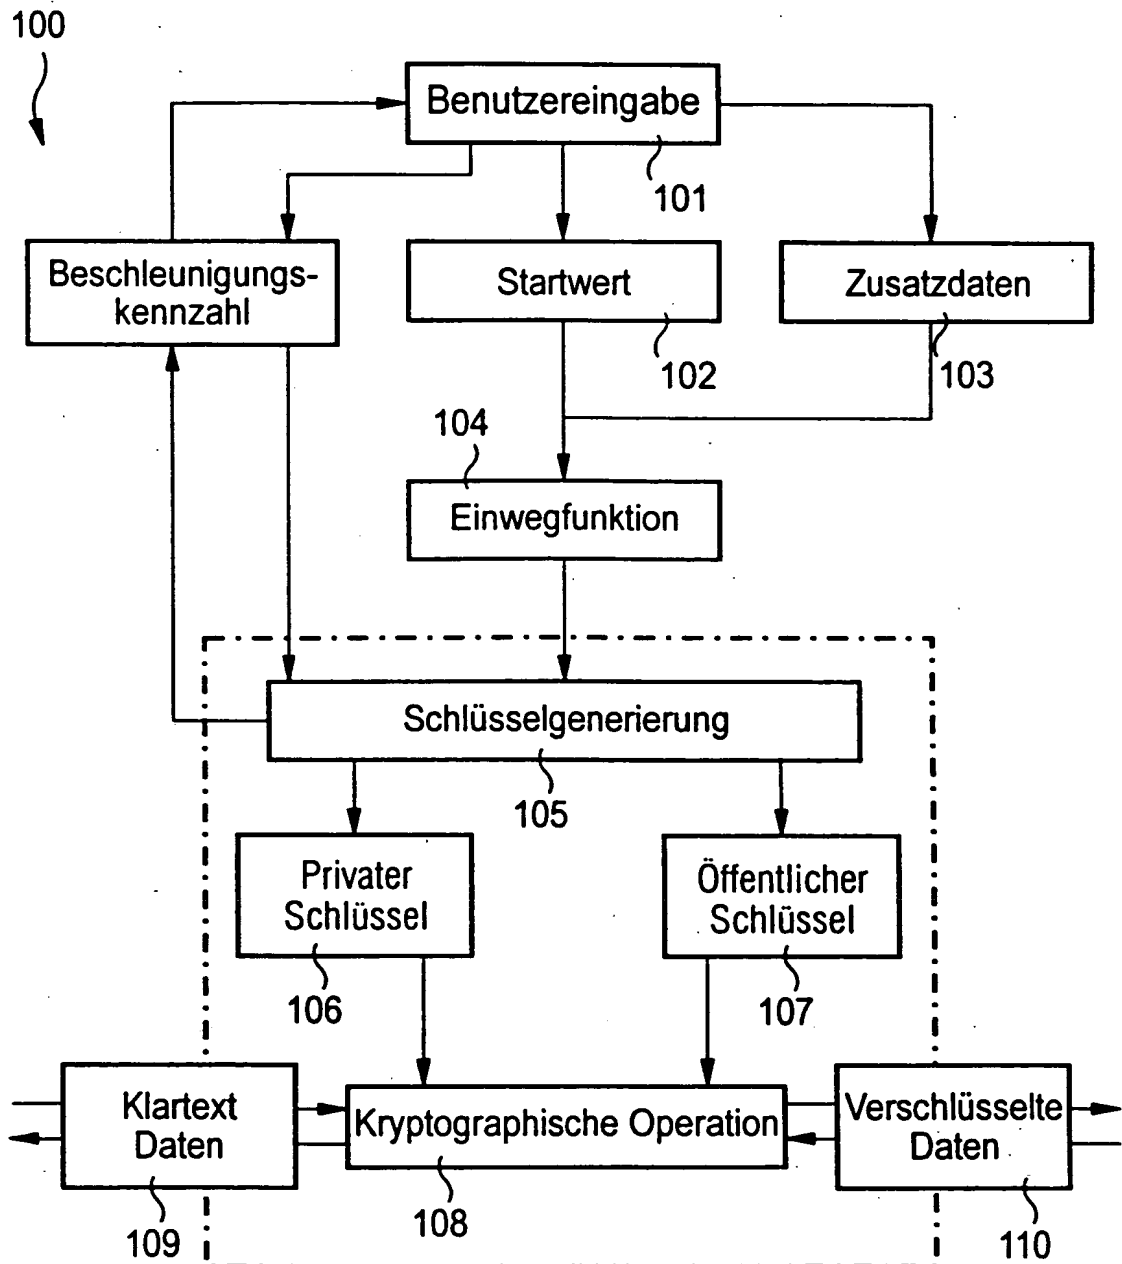 100
Benutzereingabe
101
Beschleunigungs-
kennzahl
Startwert
102
Zusatzdaten
103
104
Einwegfunktion
Schlüsselgenerierung
105
Privater
Schlüssel
106
Öffentlicher
Schlüssel
107
Klartext
Daten
109
Kryptographische Operation
108
Verschlüsselte
Daten
110